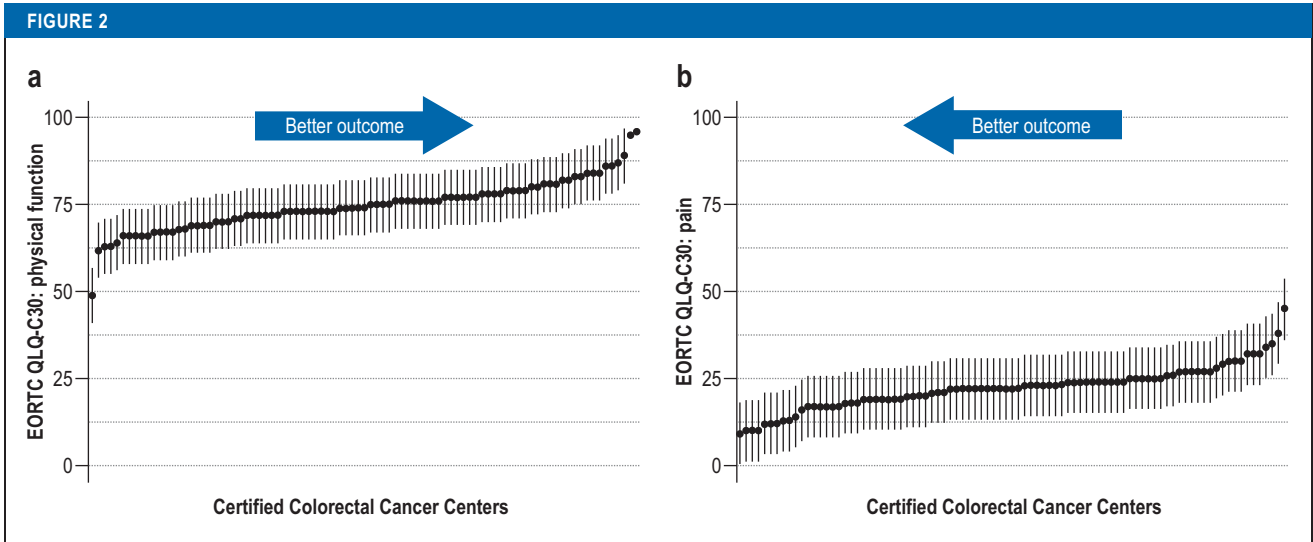 FIGURE 2
a
EORTC QLQ-C30: physical function
100
75
50
25
0
Better outcome
Certified Colorectal Cancer Centers
b
EORTC QLQ-C30: pain
100
75
50
25
0
Better outcome
Certified Colorectal Cancer Centers